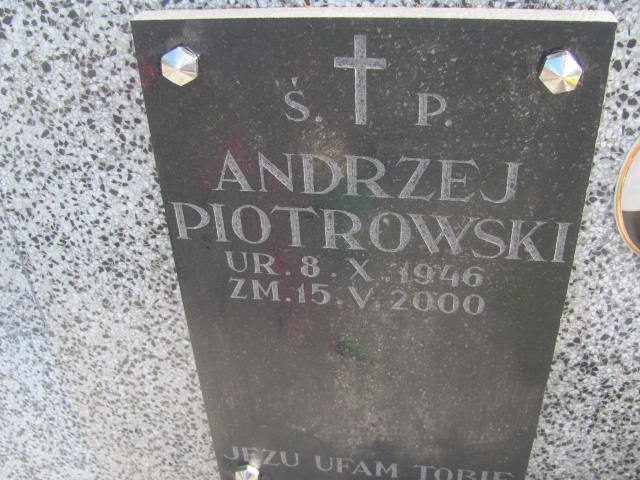 Ś. P.
ANDRZEJ
PIOTROWSKI
UR. 8. X. 1946
ZM. 15. V. 2000
JEZU UFAM TOBIE